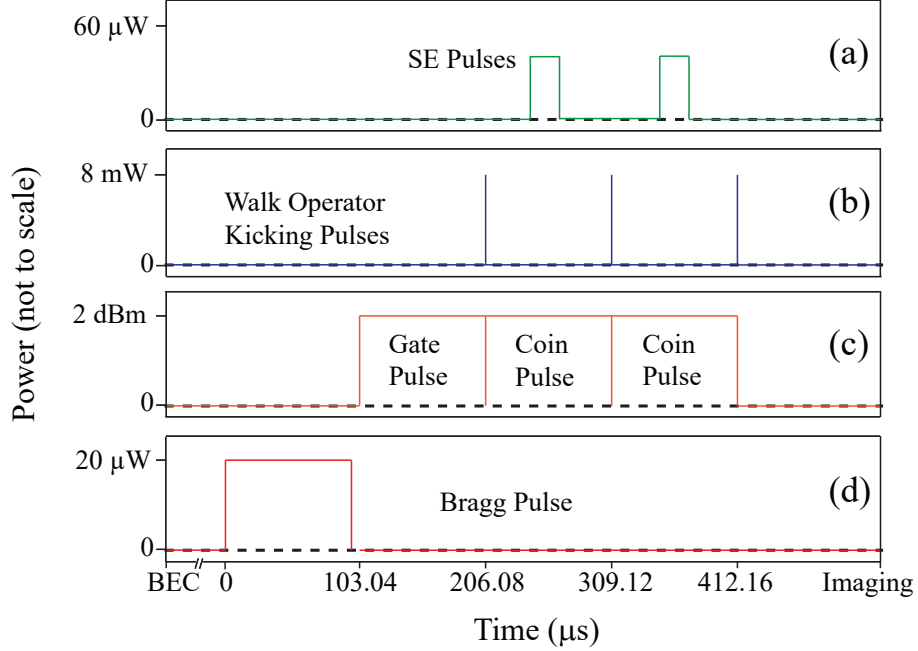 60 µW
SE Pulses
(a)
0
8 mW
Walk Operator
Kicking Pulses
(b)
0
Power (not to scale)
2 dBm
Gate
Pulse
Coin
Pulse
Coin
Pulse
(c)
0
20 µW
Bragg Pulse
(d)
0
BEC 0 103.04 206.08 309.12 412.16 Imaging
Time (µs)